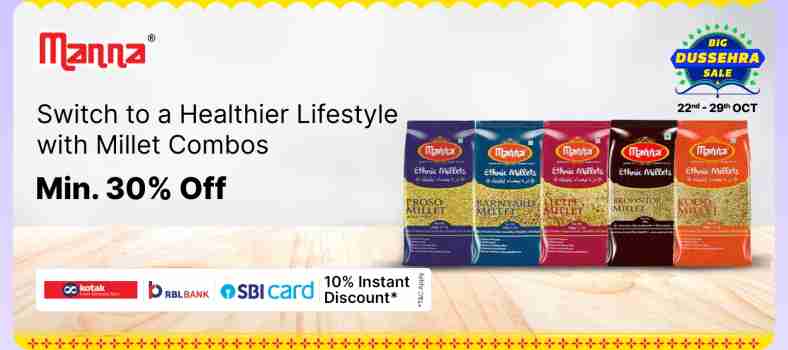 Manna®
BIG
DUSSEHRA
SALE
22nd - 29th OCT
Switch to a Healthier Lifestyle
with Millet Combos
Min. 30% Off
Manna
Ethnic Millets
PROSO
MILLET
Manna
Ethnic Millets
BARNYARD
MILLET
Manna
Ethnic Millets
LITTLE
MILLET
Manna
Ethnic Millets
BROWNTOP
MILLET
Manna
Ethnic Millets
KODO
MILLET
kotak
RBLBANK
SBI card
10% Instant
Discount*
*T&C Apply